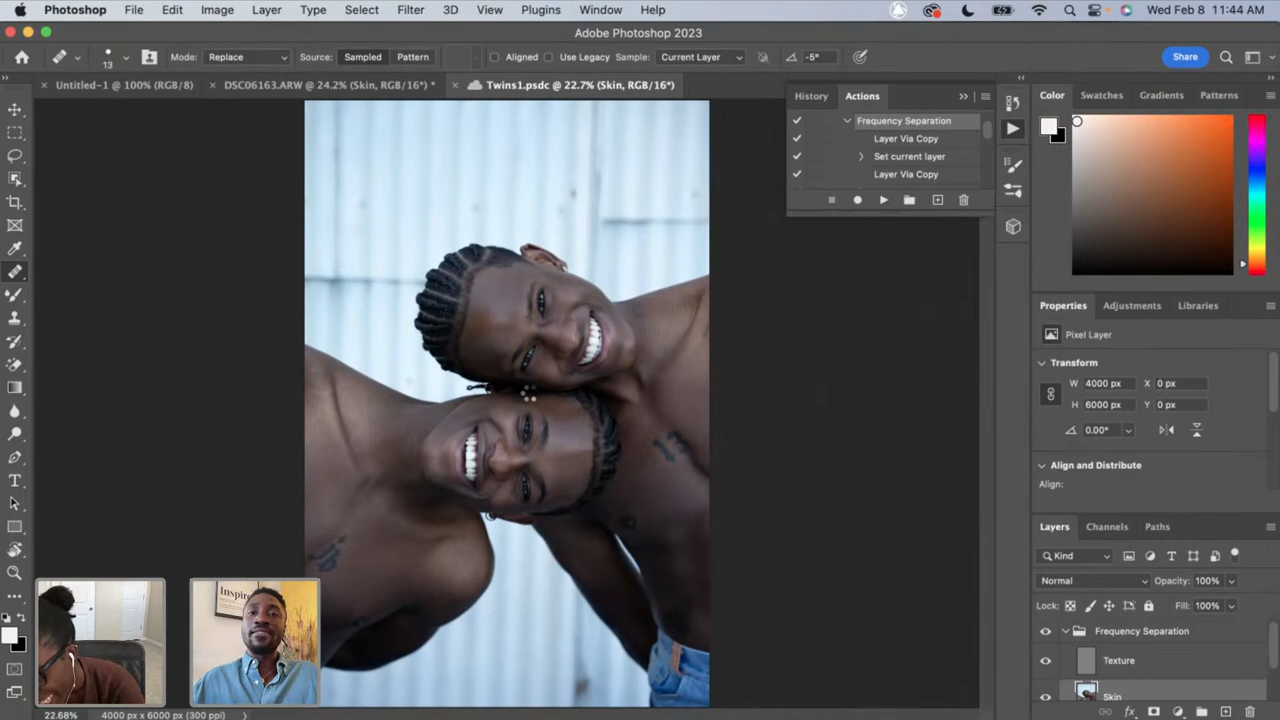 Photoshop File Edit Image Layer Type Select Filter 3D View Plugins Window Help Wed Feb 8 11:44 AM
Adobe Photoshop 2023
13 Mode: Replace Source: Sampled Pattern Aligned Use Legacy Sample: Current Layer -5° Share
Untitled-1 @ 100% (RGB/8) DSC06163.ARW @ 24.2% (Skin, RGB/16) * Twins1.psdc @ 22.7% (Skin, RGB/16*)
History Actions
Frequency Separation
Layer Via Copy
Set current layer
Layer Via Copy
Color Swatches Gradients Patterns
Properties Adjustments Libraries
Pixel Layer
Transform
W 4000 px X 0 px
H 6000 px Y 0 px
0.00°
Align and Distribute
Align:
Layers Channels Paths
Kind
Normal Opacity: 100%
Lock: Fill: 100%
Frequency Separation
Texture
Skin
Inspire
22.68% 4000 px x 6000 px (300 ppi)